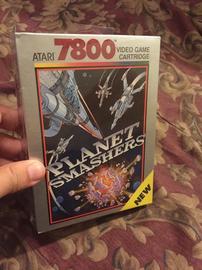 ATARI 7800 VIDEO GAME
CARTRIDGE
PLANET
SMASHERS
NEW